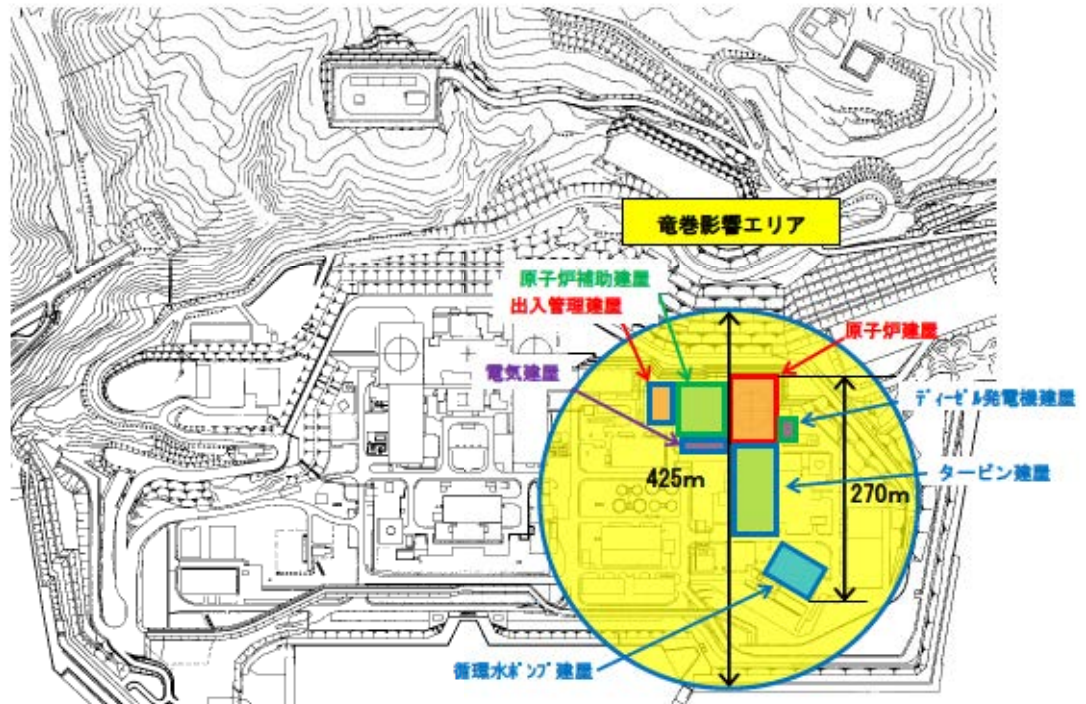 竜巻影響エリア
原子炉補助建屋
出入管理建屋
原子炉建屋
電気建屋
ディーゼル発電機建屋
425m
270m
タービン建屋
循環水ポンプ建屋